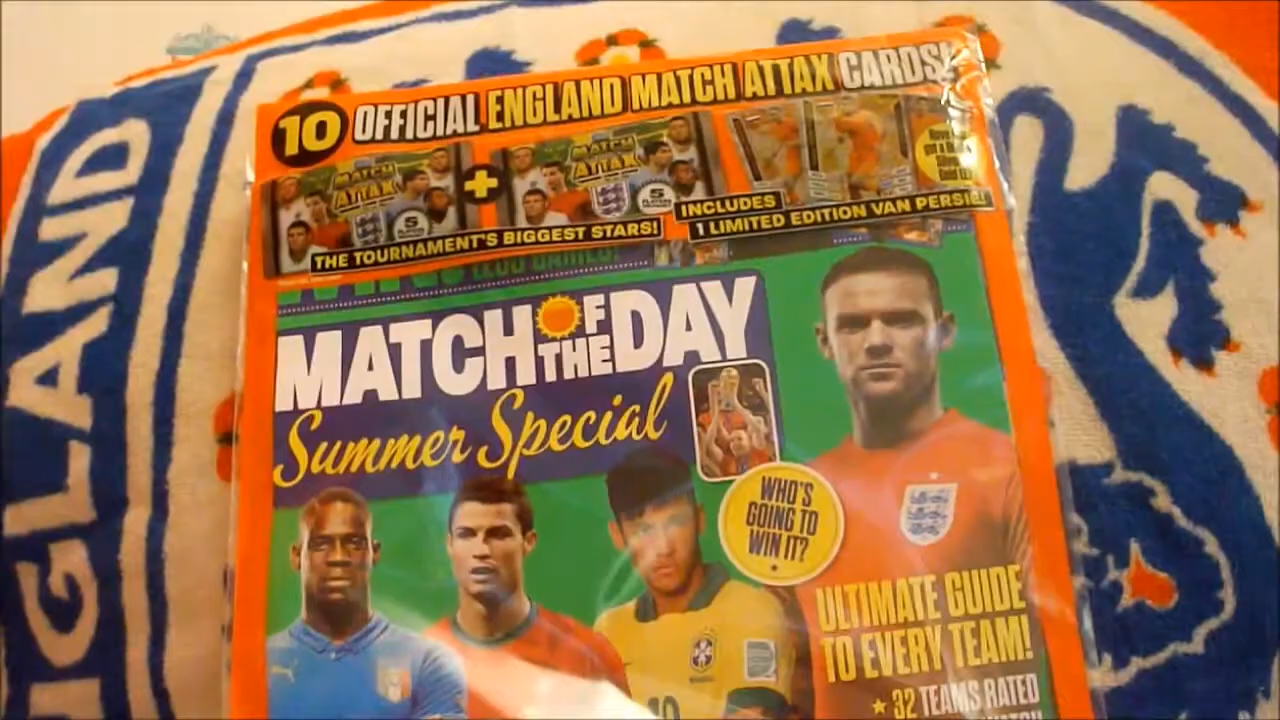 ENGLAND
10 OFFICIAL ENGLAND MATCH ATTAX CARDS!
MATCH ATTAX
5
+
MATCH ATTAX
5
INCLUDES
1 LIMITED EDITION VAN PERSIE!
THE TOURNAMENT'S BIGGEST STARS!
MATCH OF THE DAY
Summer Special
WHO'S
GOING TO
WIN IT?
ULTIMATE GUIDE
TO EVERY TEAM!
★ 32 TEAMS RATED
10